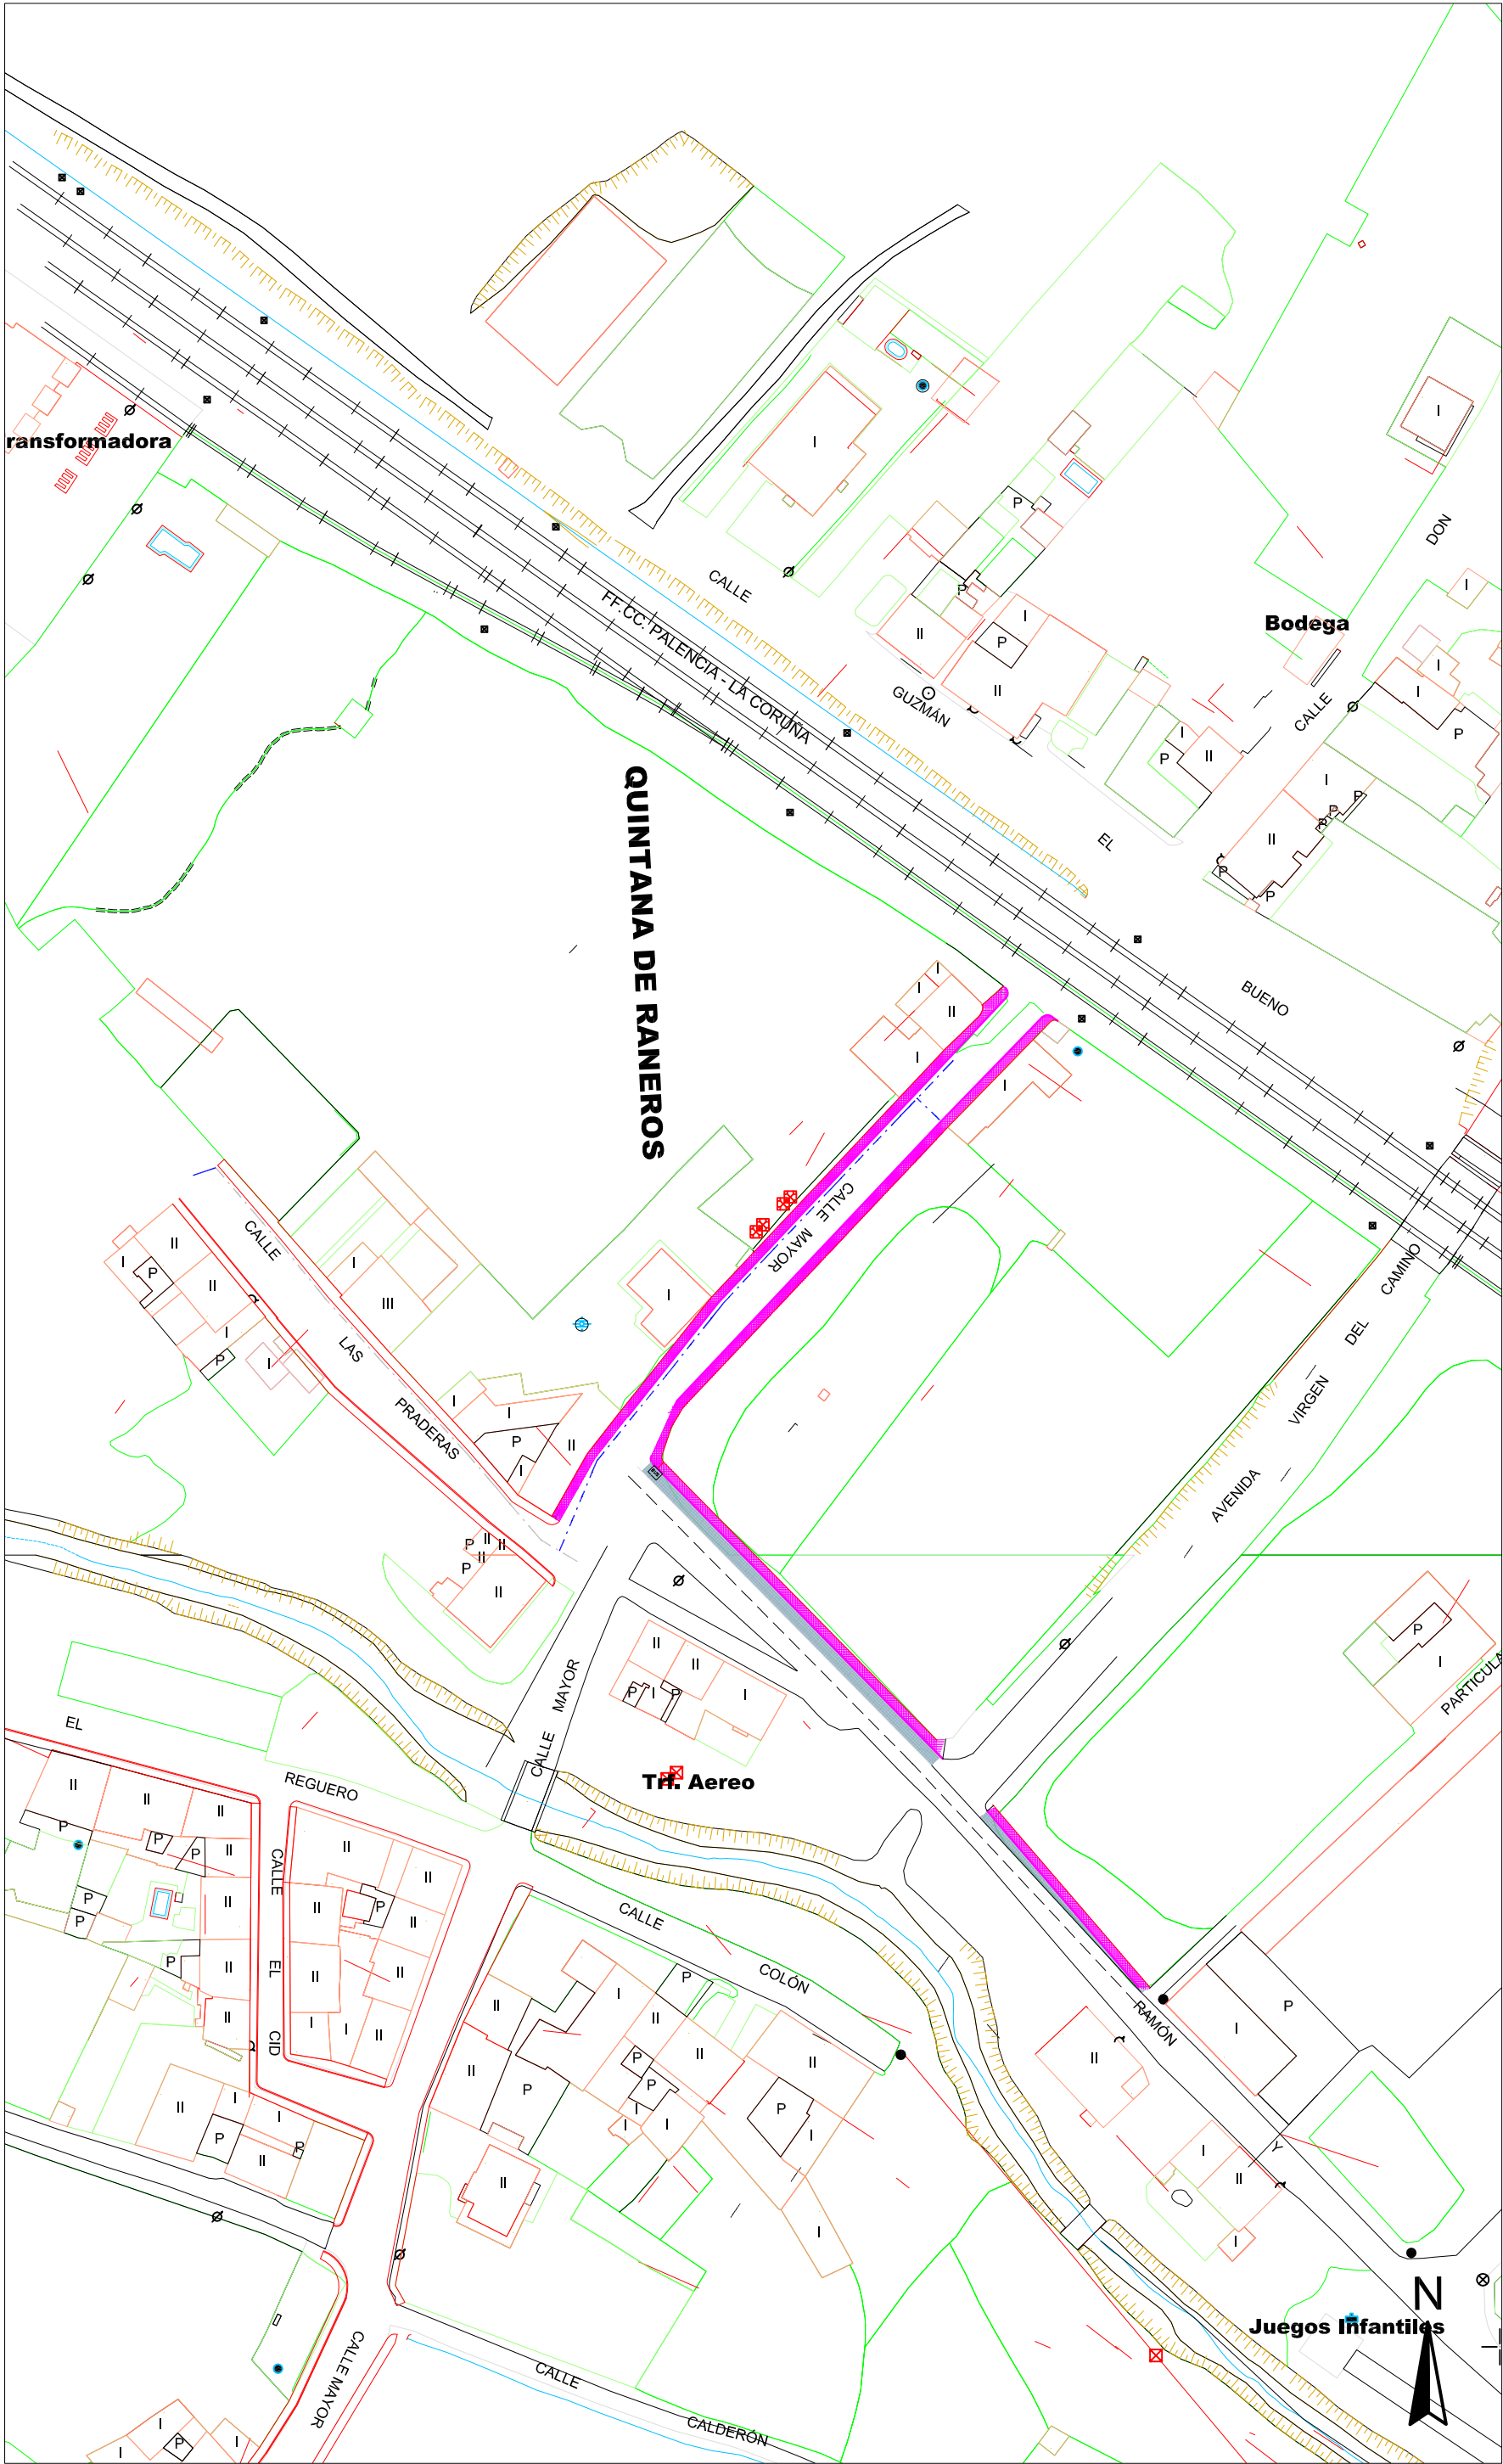 ransformadora
CALLE
FF.CC. PALENCIA - LA CORUÑA
GUZMÁN
EL
BUENO
DON
Bodega
CALLE
QUINTANA DE RANEROS
CALLE
MAYOR
CALLE
LAS
PRADERAS
CAMINO
DEL
VIRGEN
AVENIDA
PARTICULA
CALLE MAYOR
Trf. Aereo
EL
REGUERO
CALLE
EL
CID
CALLE
COLÓN
RAMÓN
Y
N
Juegos Infantiles
CALLE MAYOR
CALLE
CALDERÓN
I
I
II
III
P